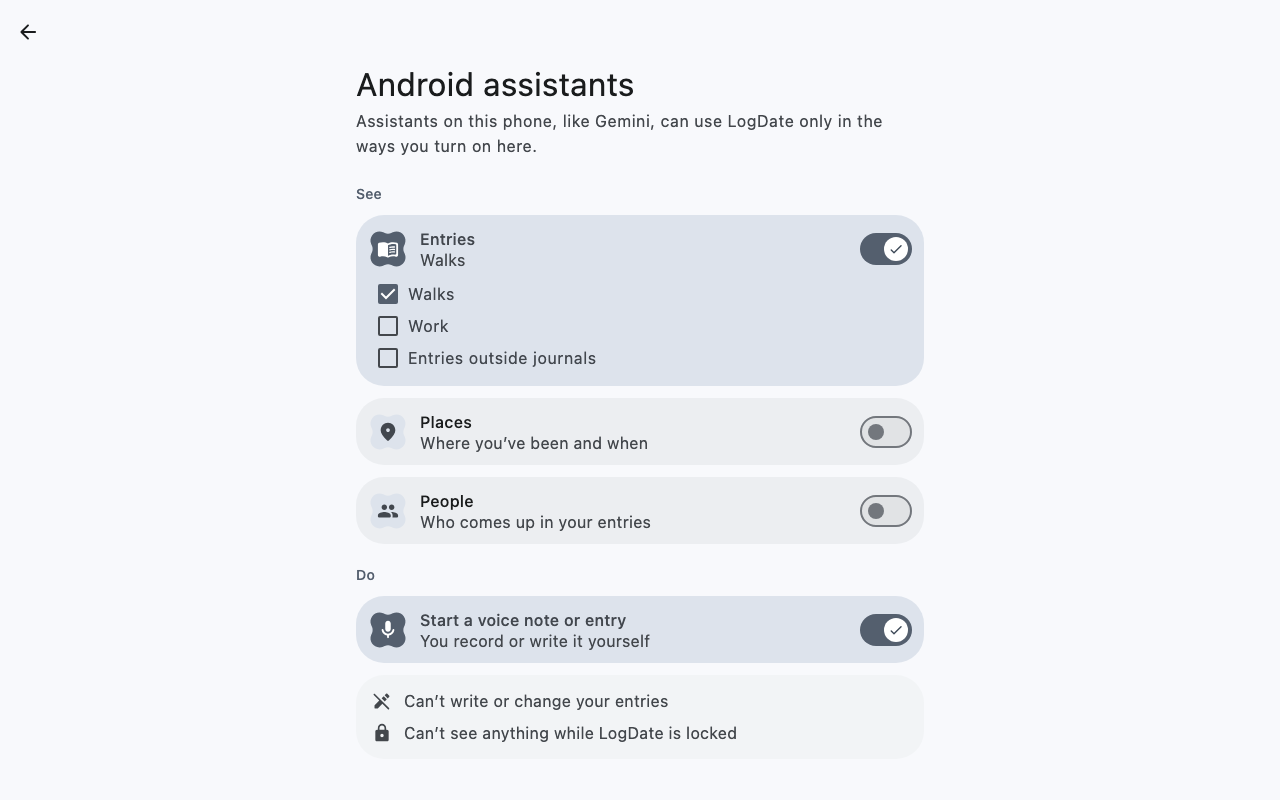 Android assistants
Assistants on this phone, like Gemini, can use LogDate only in the
ways you turn on here.
See
Entries
Walks
Walks
Work
Entries outside journals
Places
Where you’ve been and when
People
Who comes up in your entries
Do
Start a voice note or entry
You record or write it yourself
Can’t write or change your entries
Can’t see anything while LogDate is locked